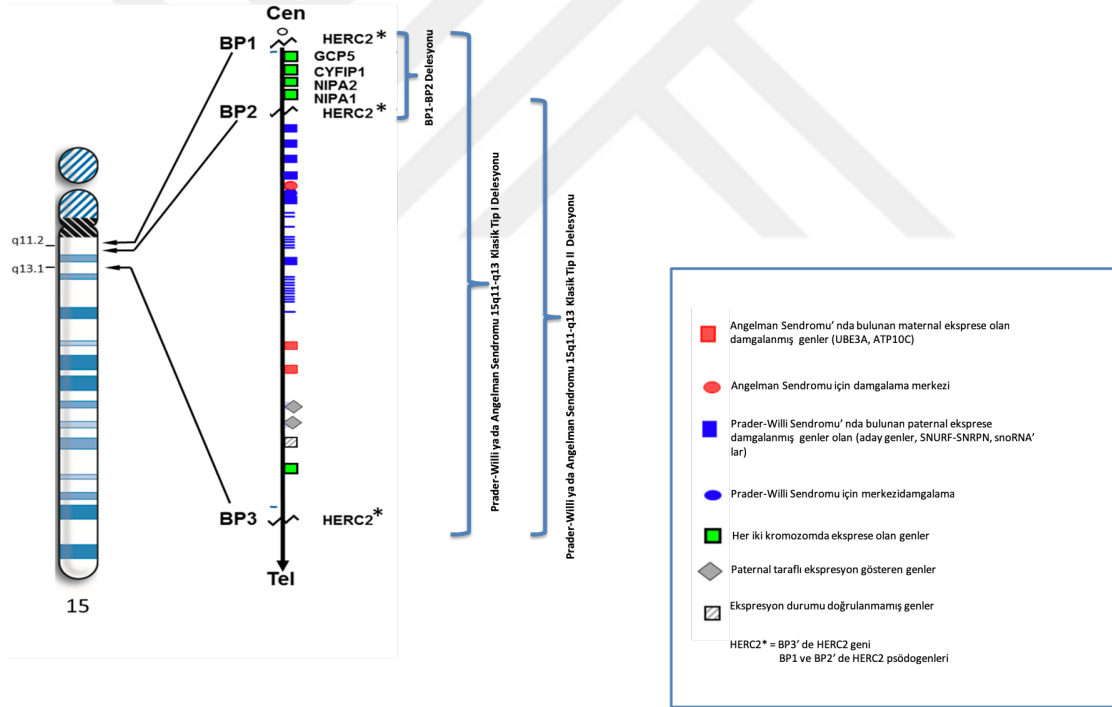 Cen
BP1
HERC2*
GCP5
CYFIP1
NIPA2
NIPA1
BP2
HERC2*
BP1-BP2 Delesyonu
Prader-Willi ya da Angelman Sendromu 15q11-q13 Klasik Tip I Delesyonu
Prader-Willi ya da Angelman Sendromu 15q11-q13 Klasik Tip II Delesyonu
q11.2
q13.1
BP3
HERC2*
Tel
15
Angelman Sendromu' nda bulunan maternal eksprese olan
damgalanmış genler (UBE3A, ATP10C)
Angelman Sendromu için damgalama merkezi
Prader-Willi Sendromu' nda bulunan paternal eksprese
damgalanmış genler olan (aday genler, SNURF-SNRPN, snoRNA'
lar)
Prader-Willi Sendromu için merkezidamgalama
Her iki kromozomda eksprese olan genler
Paternal taraflı ekspresyon gösteren genler
Ekspresyon durumu doğrulanmamış genler
HERC2* = BP3' de HERC2 geni
BP1 ve BP2' de HERC2 psödogenleri